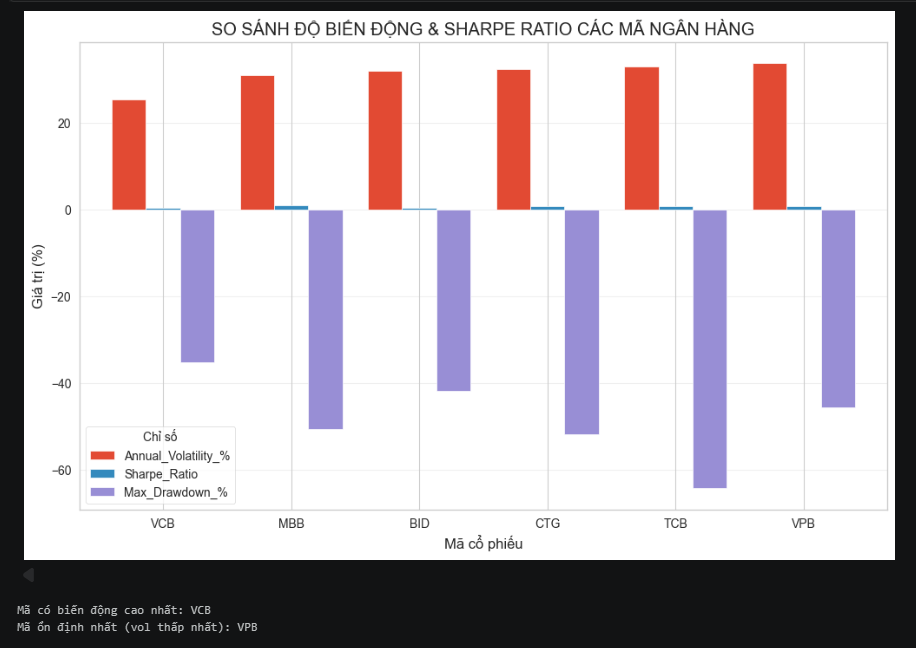 SO SÁNH ĐỘ BIẾN ĐỘNG & SHARPE RATIO CÁC MÃ NGÂN HÀNG
Giá trị (%)
20
0
−20
−40
−60
Chỉ số
Annual_Volatility_%
Sharpe_Ratio
Max_Drawdown_%
VCB MBB BID CTG TCB VPB
Mã cổ phiếu
Mã có biến động cao nhất: VCB
Mã ổn định nhất (vol thấp nhất): VPB